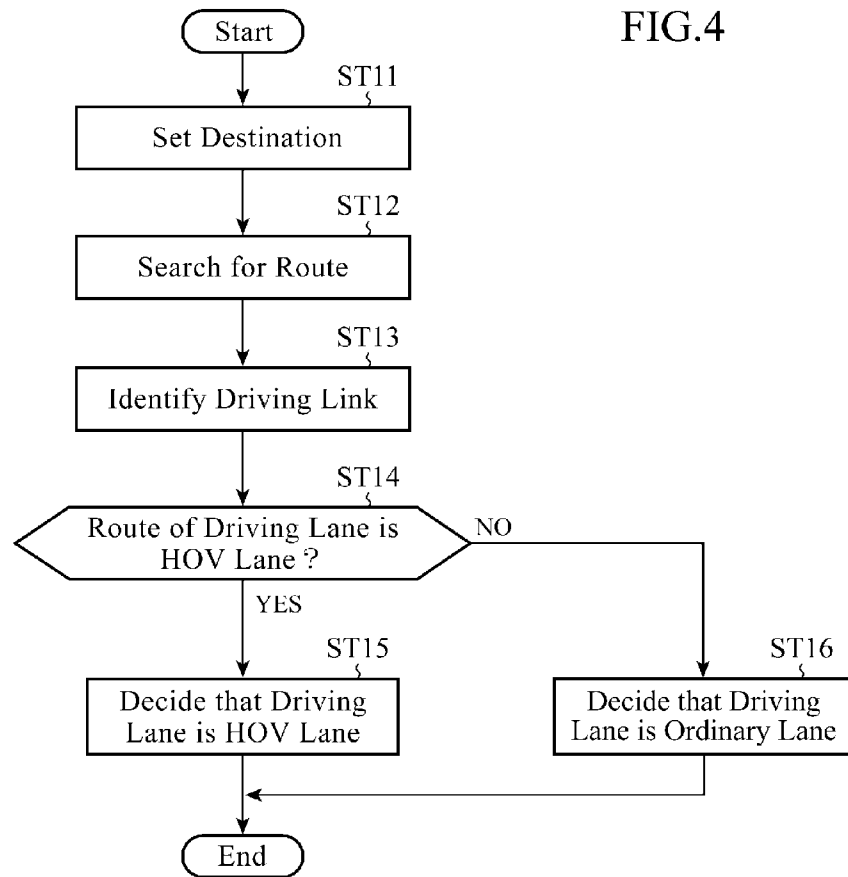 FIG.4
Start
ST11
Set Destination
ST12
Search for Route
ST13
Identify Driving Link
ST14
Route of Driving Lane is
HOV Lane ?
NO
YES
ST15
Decide that Driving
Lane is HOV Lane
ST16
Decide that Driving
Lane is Ordinary Lane
End